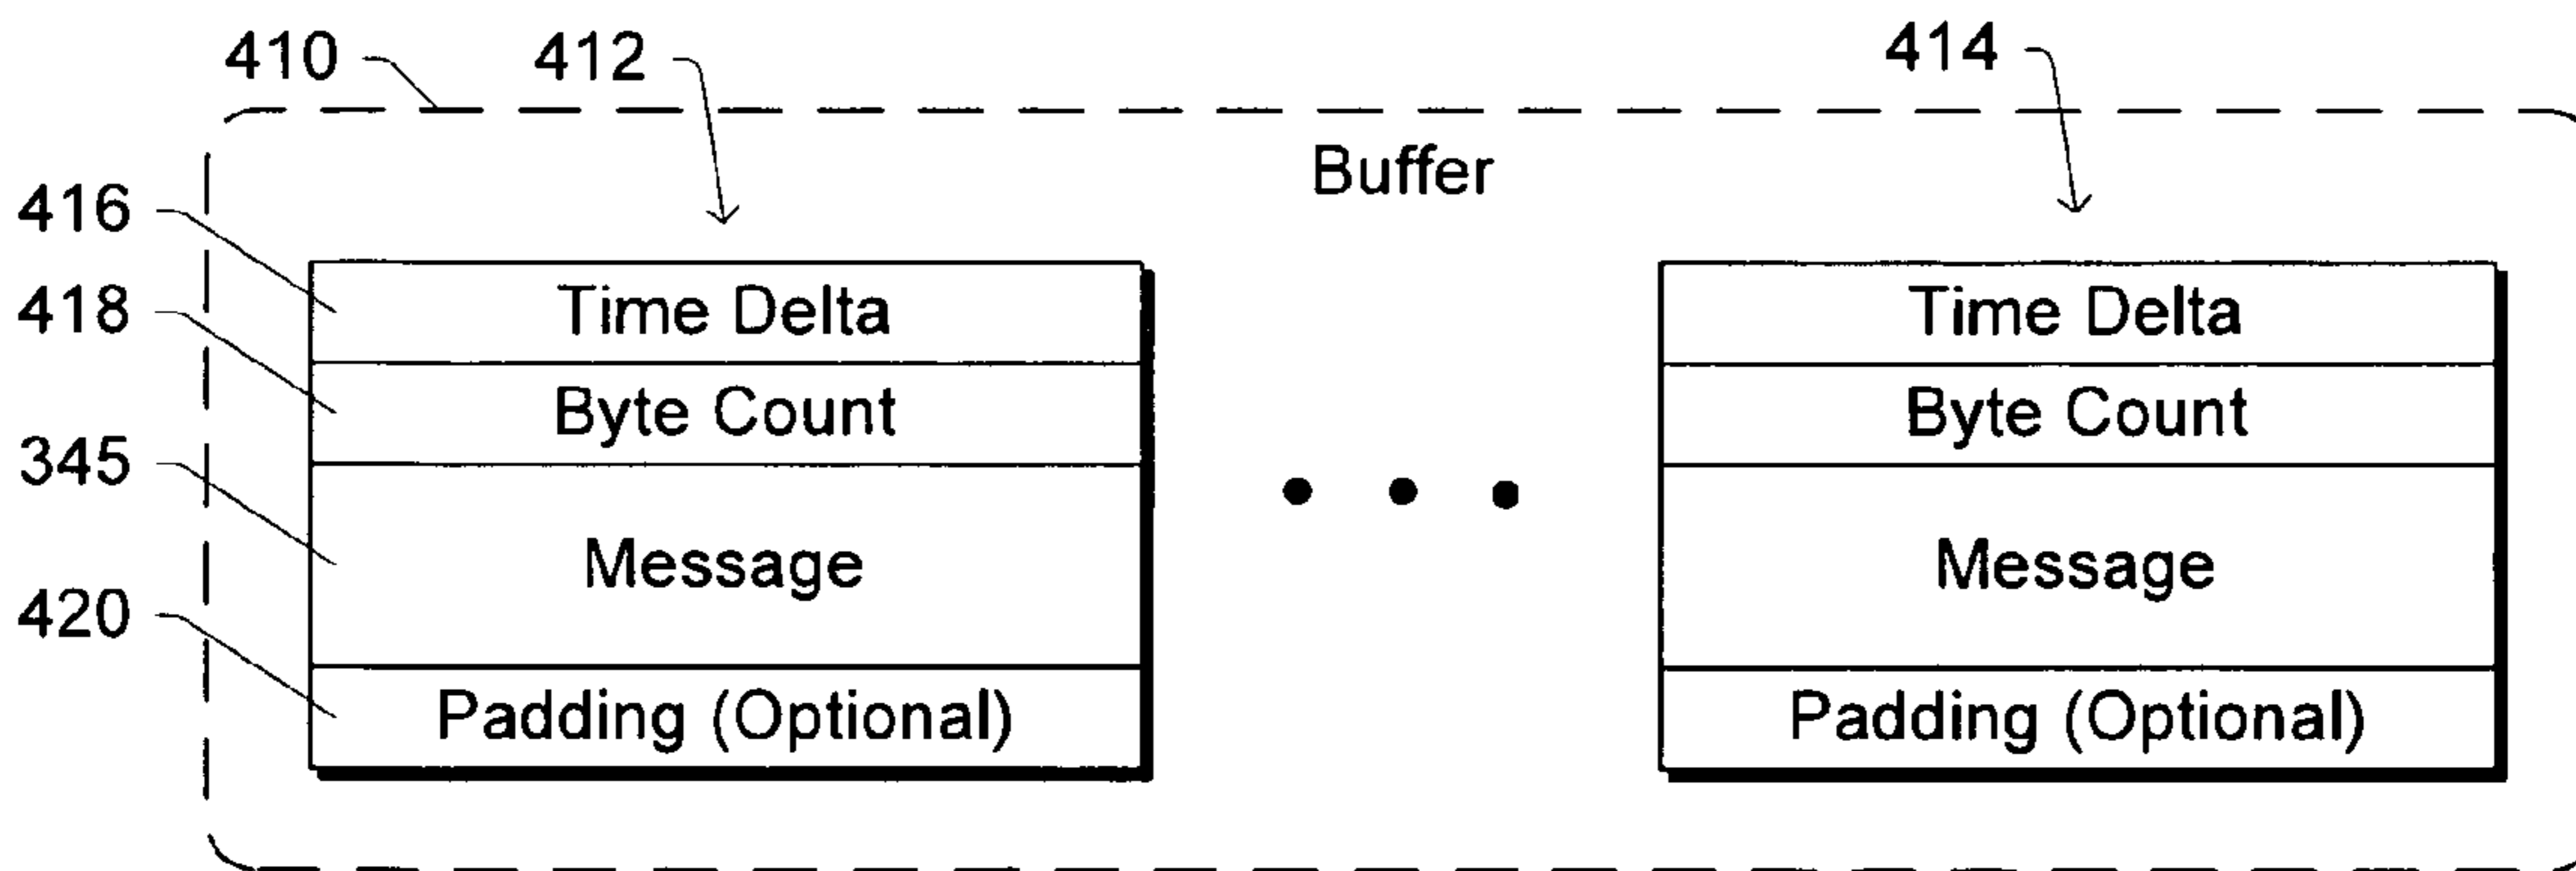 410 412 414
Buffer
416 Time Delta Time Delta
418 Byte Count Byte Count
345 Message Message
420 Padding (Optional) Padding (Optional)